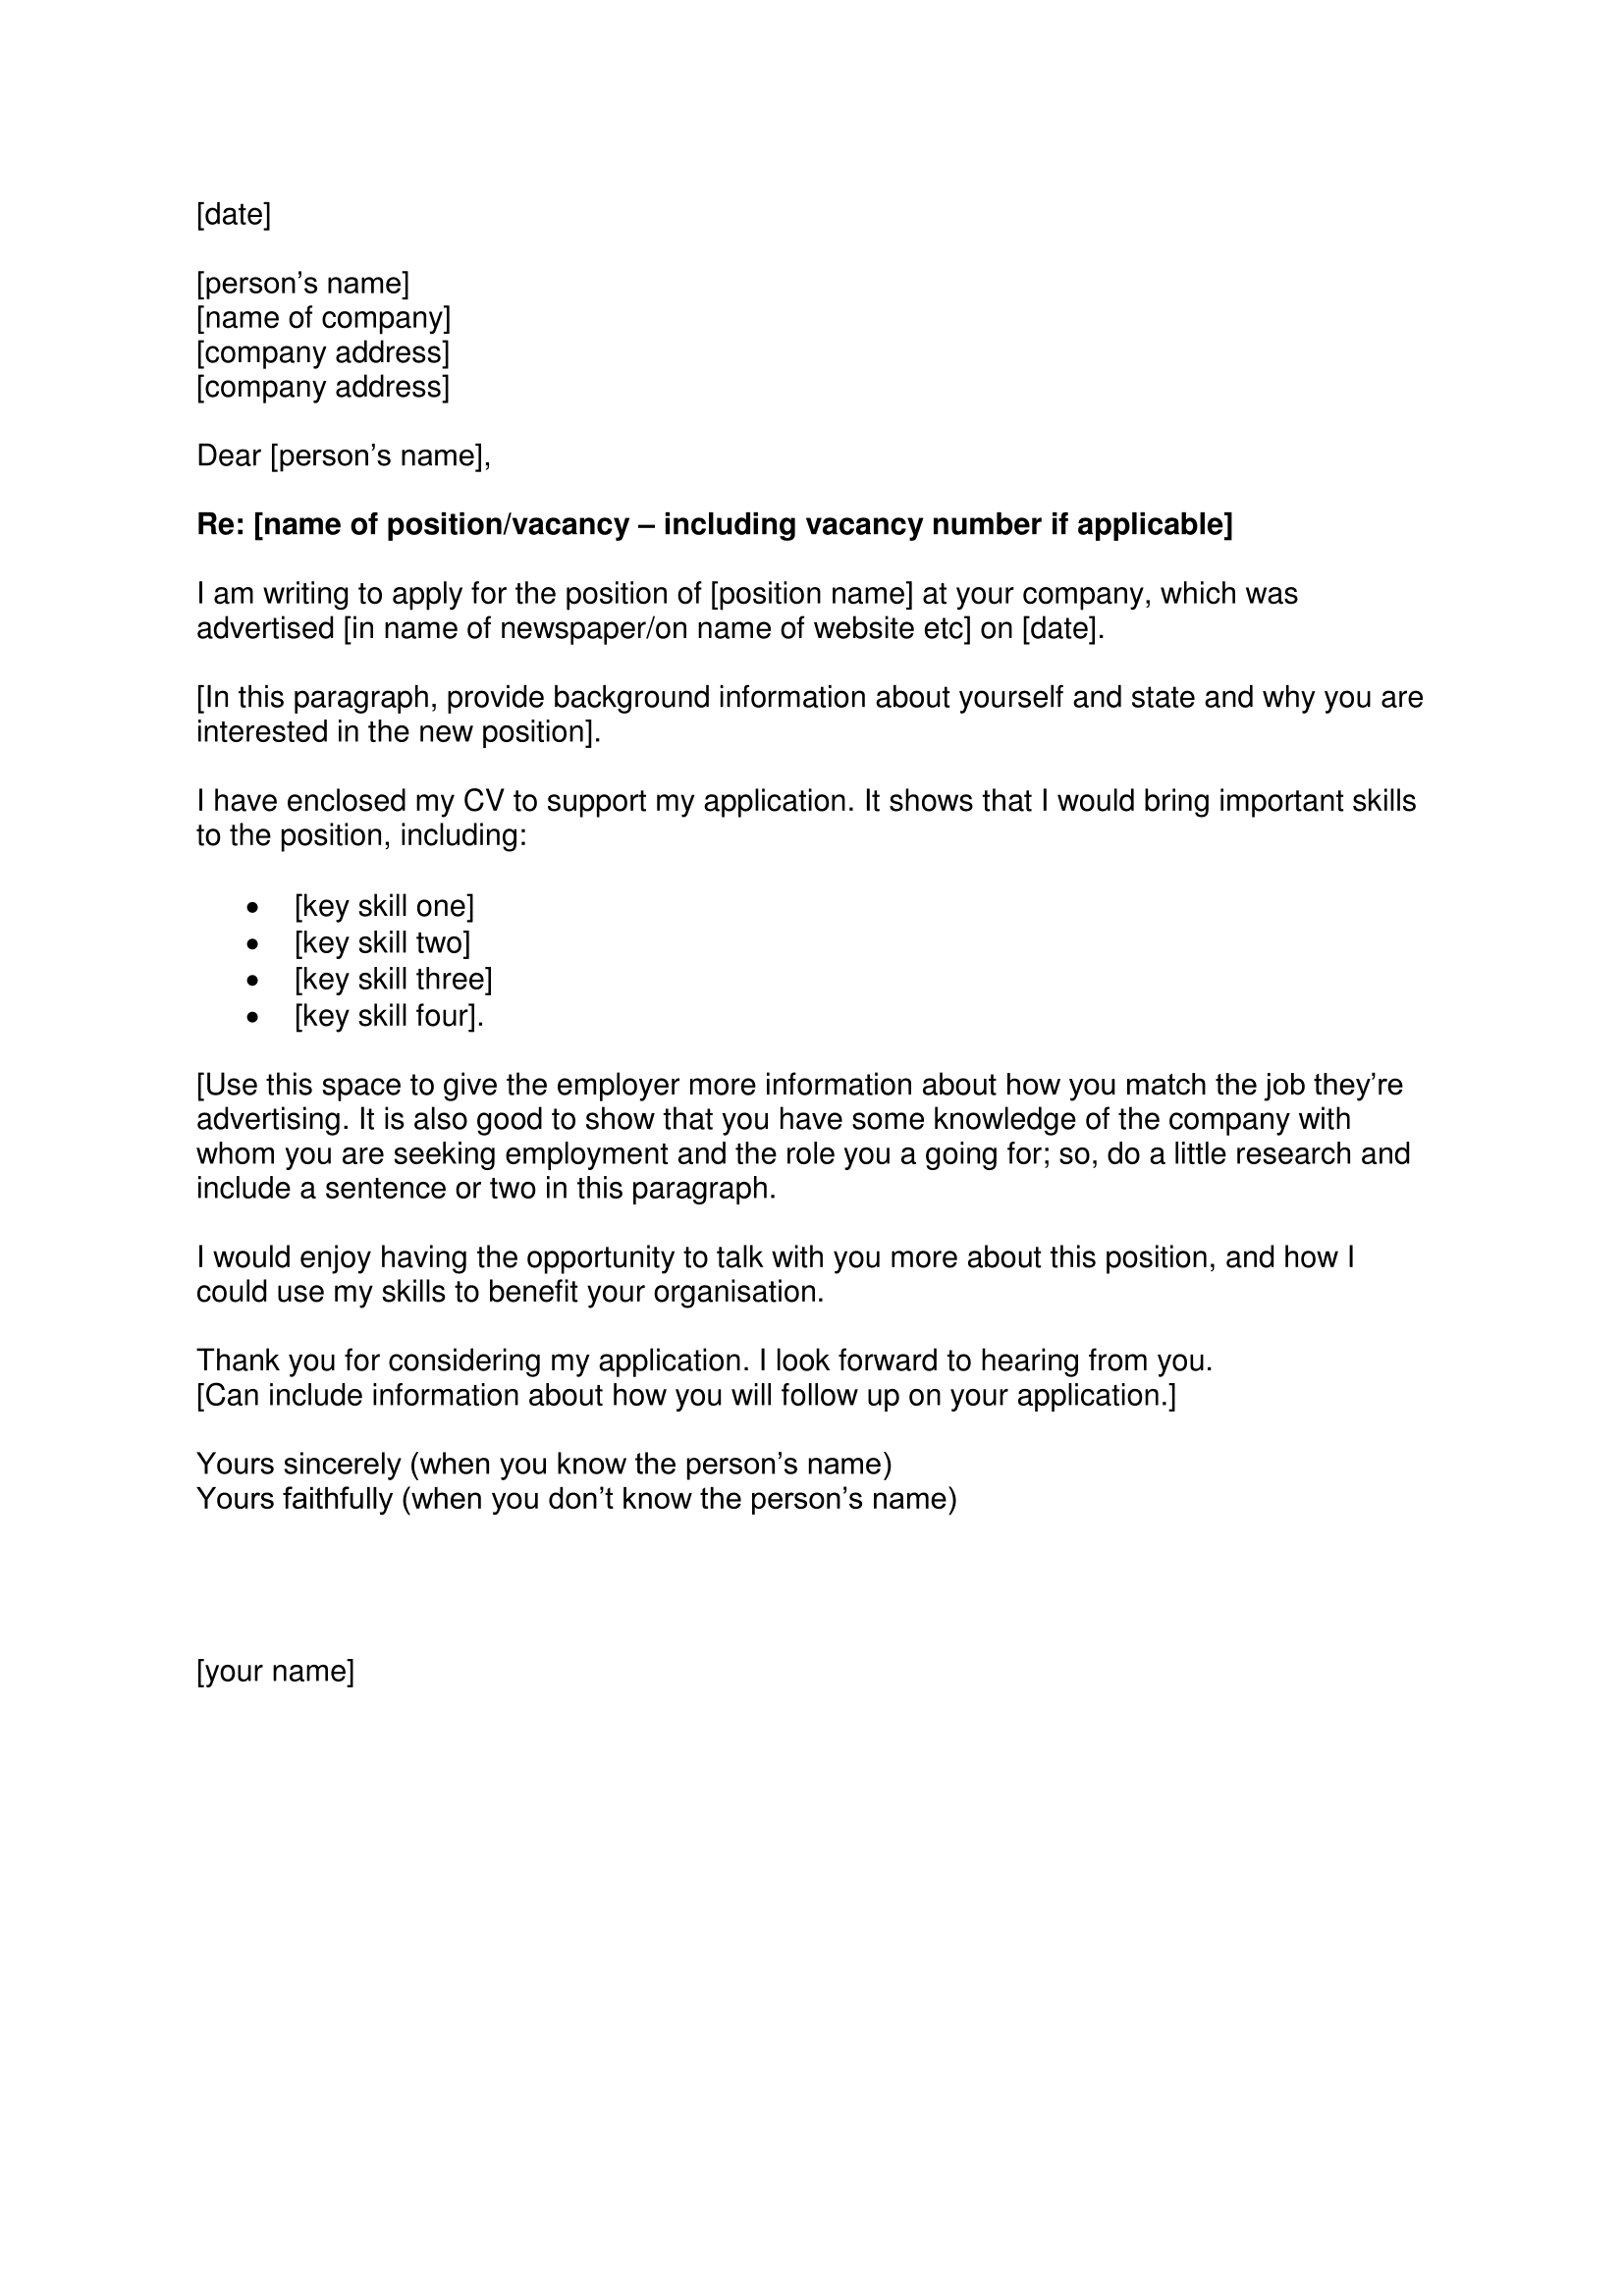 [date]
[person’s name]
[name of company]
[company address]
[company address]
Dear [person’s name],
Re: [name of position/vacancy – including vacancy number if applicable]
I am writing to apply for the position of [position name] at your company, which was
advertised [in name of newspaper/on name of website etc] on [date].
[In this paragraph, provide background information about yourself and state and why you are
interested in the new position].
I have enclosed my CV to support my application. It shows that I would bring important skills
to the position, including:
• [key skill one]
• [key skill two]
• [key skill three]
• [key skill four].
[Use this space to give the employer more information about how you match the job they’re
advertising. It is also good to show that you have some knowledge of the company with
whom you are seeking employment and the role you a going for; so, do a little research and
include a sentence or two in this paragraph.
I would enjoy having the opportunity to talk with you more about this position, and how I
could use my skills to benefit your organisation.
Thank you for considering my application. I look forward to hearing from you.
[Can include information about how you will follow up on your application.]
Yours sincerely (when you know the person’s name)
Yours faithfully (when you don’t know the person’s name)
[your name]